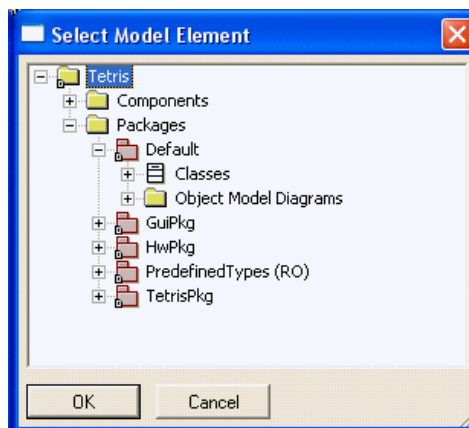 Select Model Element
Tetris
Components
Packages
Default
Classes
Object Model Diagrams
GuiPkg
HwPkg
PredefinedTypes (RO)
TetrisPkg
OK Cancel